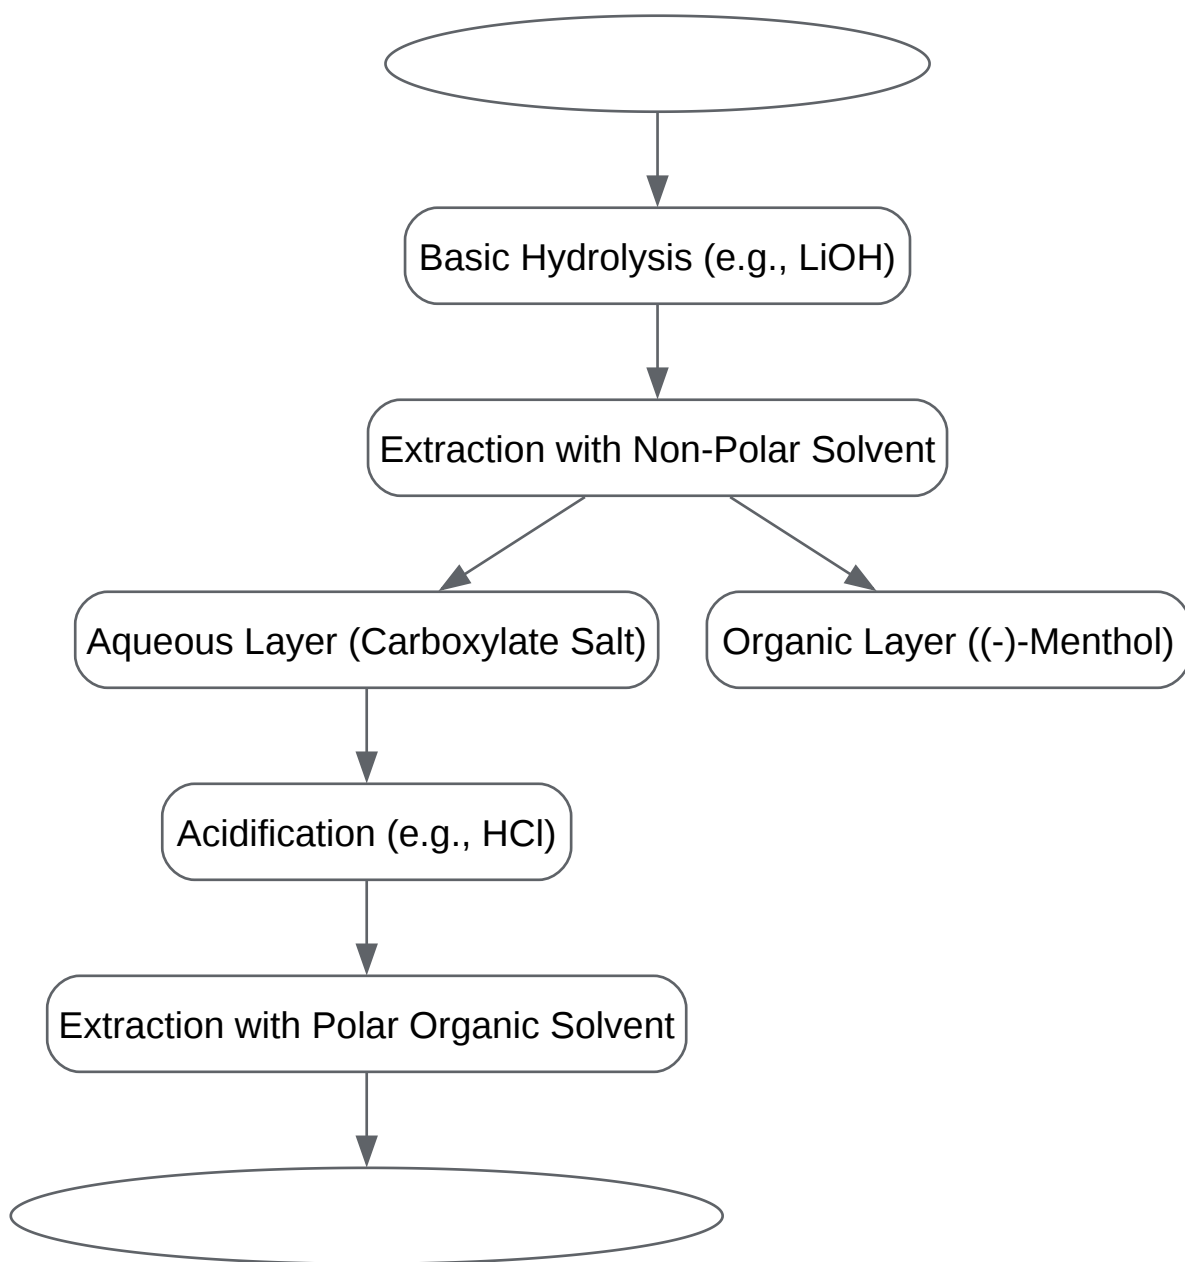 Basic Hydrolysis (e.g., LiOH)
Extraction with Non-Polar Solvent
Aqueous Layer (Carboxylate Salt)
Organic Layer ((-)-Menthol)
Acidification (e.g., HCl)
Extraction with Polar Organic Solvent